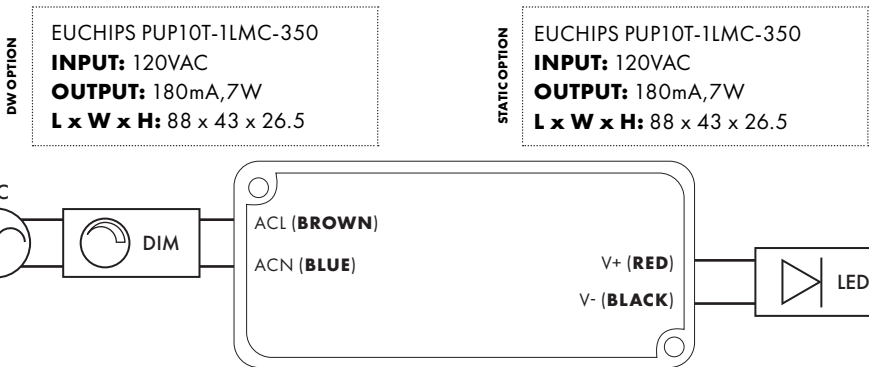 DW OPTION
EUCHIPS PUP10T-1LMC-350
INPUT: 120VAC
OUTPUT: 180mA,7W
L x W x H: 88 x 43 x 26.5
STATIC OPTION
EUCHIPS PUP10T-1LMC-350
INPUT: 120VAC
OUTPUT: 180mA,7W
L x W x H: 88 x 43 x 26.5
C
DIM
ACL (BROWN)
ACN (BLUE)
V+ (RED)
V- (BLACK)
LED